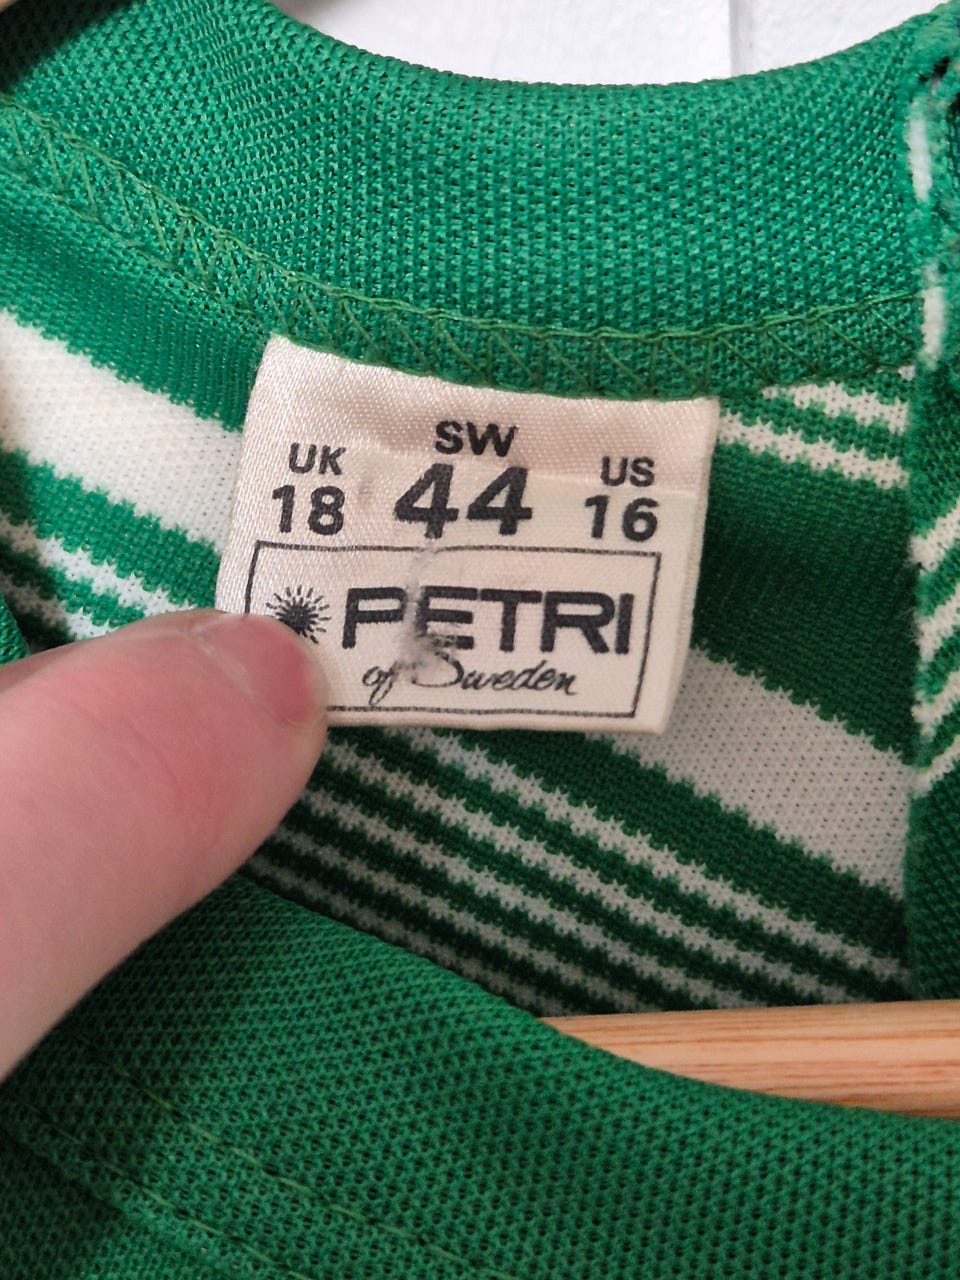 SW
UK 44 US
18 16
PETRI
of Sweden